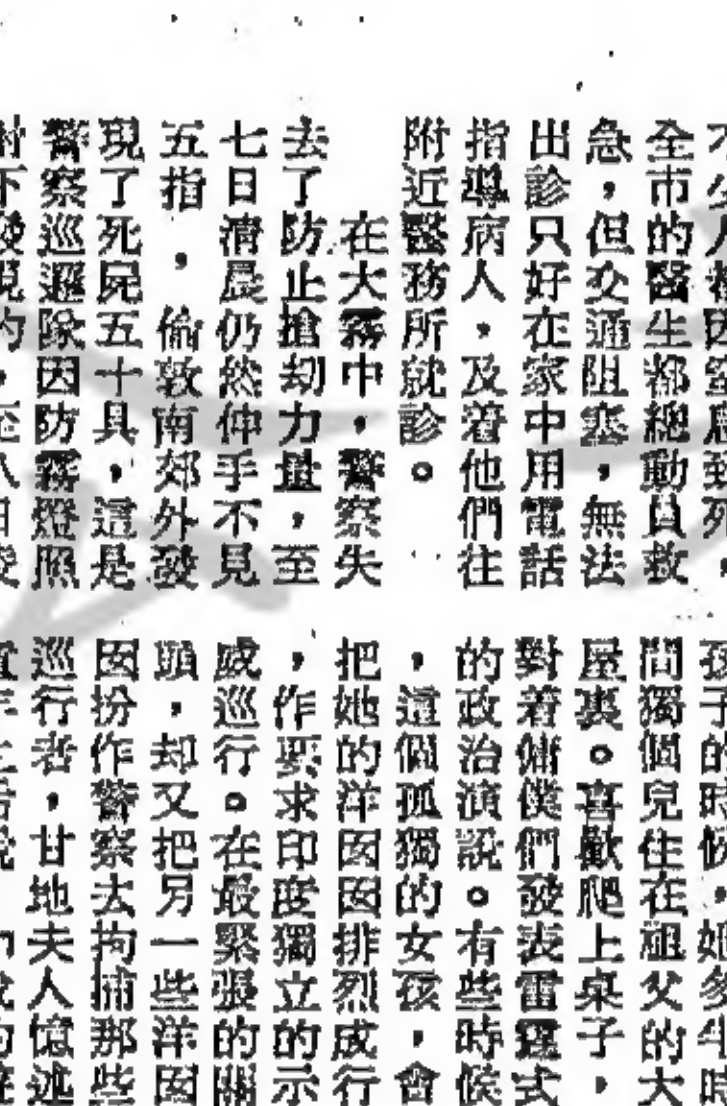 全市的醫生都總動員救
急，但交通阻塞，無法
出診只好在家中用電話
指導病人，及着他們往
附近醫務所就診。
在大霧中，警察失
去了防止搶劫力量，至
七日清晨仍然伸手不見
五指，偷敦南郊外發
現了死屍五十具，這是
警察巡邏隊因防霧燈照
孩子的時候
間獨個兒住在祖父的大
屋裏。喜歡爬上桌子，
對着傭僕們發表雷霆式
的政治演說。有些時候
，這個孤獨的女孩，會
把她的洋囡囡排烈成行
，作要求印度獨立的示
威巡行。在最緊張的關
頭，却又把另一些洋囡
囡扮作警察去拘捕那些
巡行者，甘地夫人憶述